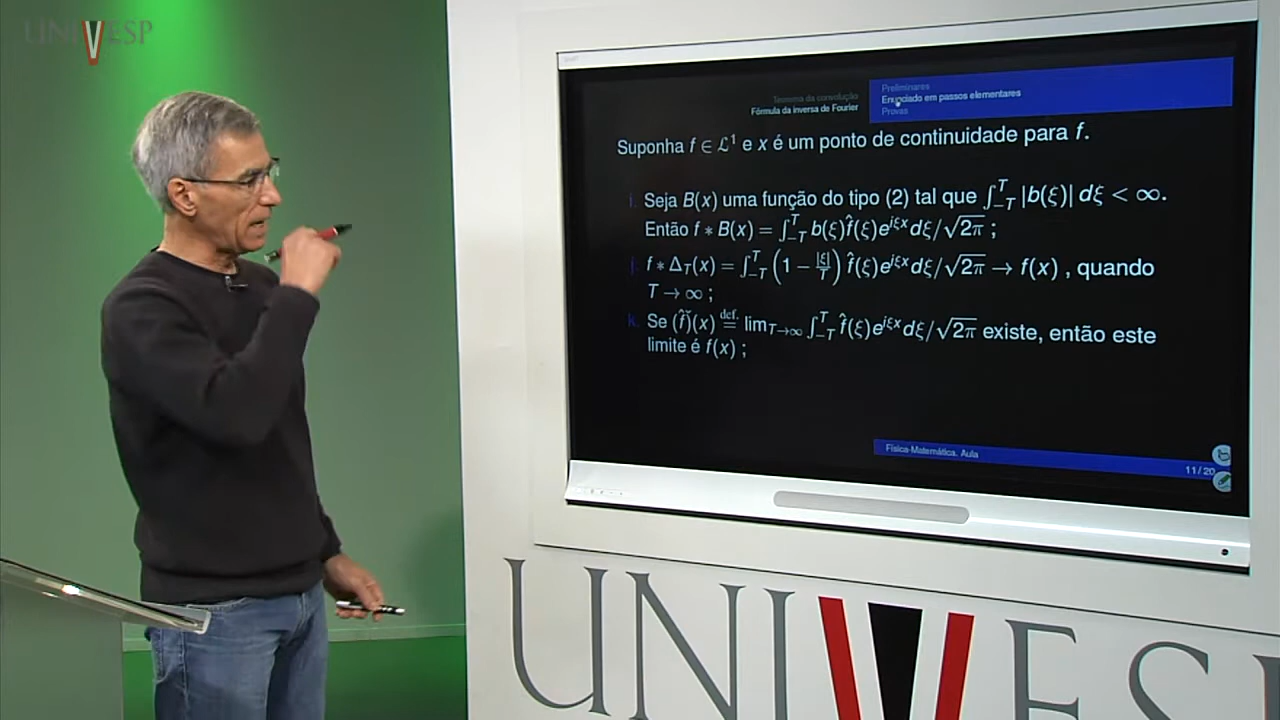 UNIVESP
Teorema da convolução
Fórmula da inversa de Fourier
Preliminares
Enunciado em passos elementares
Provas
Suponha f ∈ ℒ¹ e x é um ponto de continuidade para f.
i. Seja B(x) uma função do tipo (2) tal que ∫_{-T}^{T} |b(ξ)| dξ < ∞.
Então f ∗ B(x) = ∫_{-T}^{T} b(ξ)f̂(ξ)e^{iξx}dξ/√2π ;
j. f ∗ Δ_T(x) = ∫_{-T}^{T} (1 − |ξ|/T) f̂(ξ)e^{iξx}dξ/√2π → f(x) , quando
T → ∞ ;
k. Se (f̂)ˇ(x) def.= lim_{T→∞} ∫_{-T}^{T} f̂(ξ)e^{iξx}dξ/√2π existe, então este
limite é f(x) ;
Física-Matemática. Aula
11/20
UNIVES